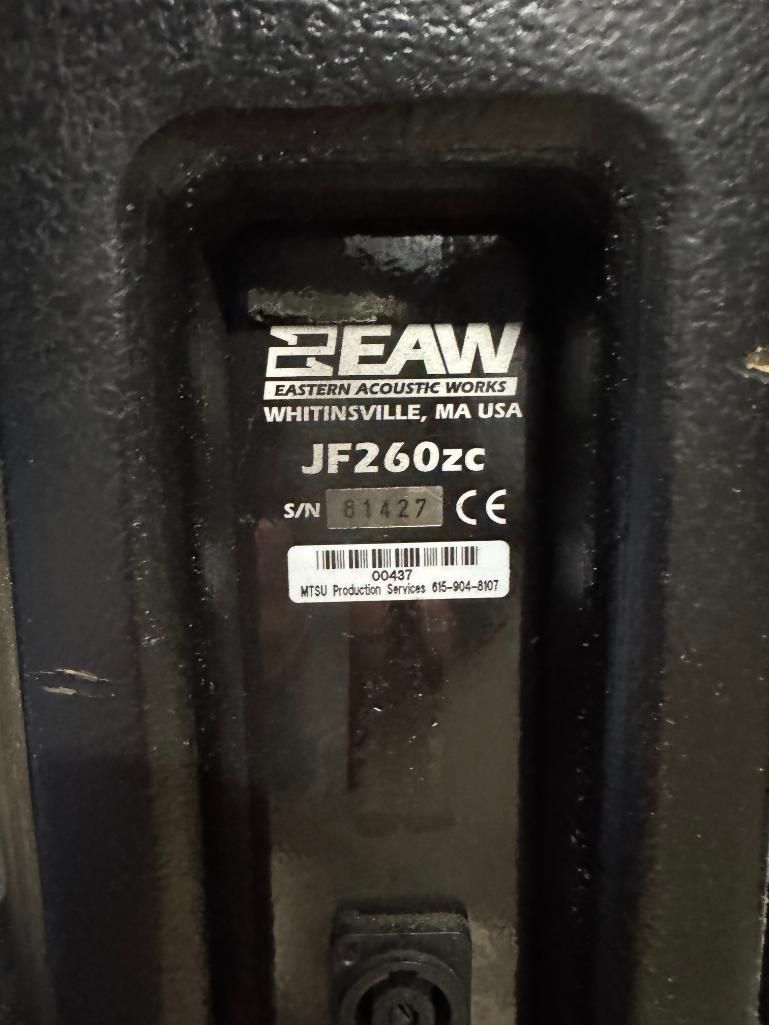 EAW
EASTERN ACOUSTIC WORKS
WHITINSVILLE, MA USA
JF260zc
S/N 81427 CE
00437
MTSU Production Services 615-904-8107